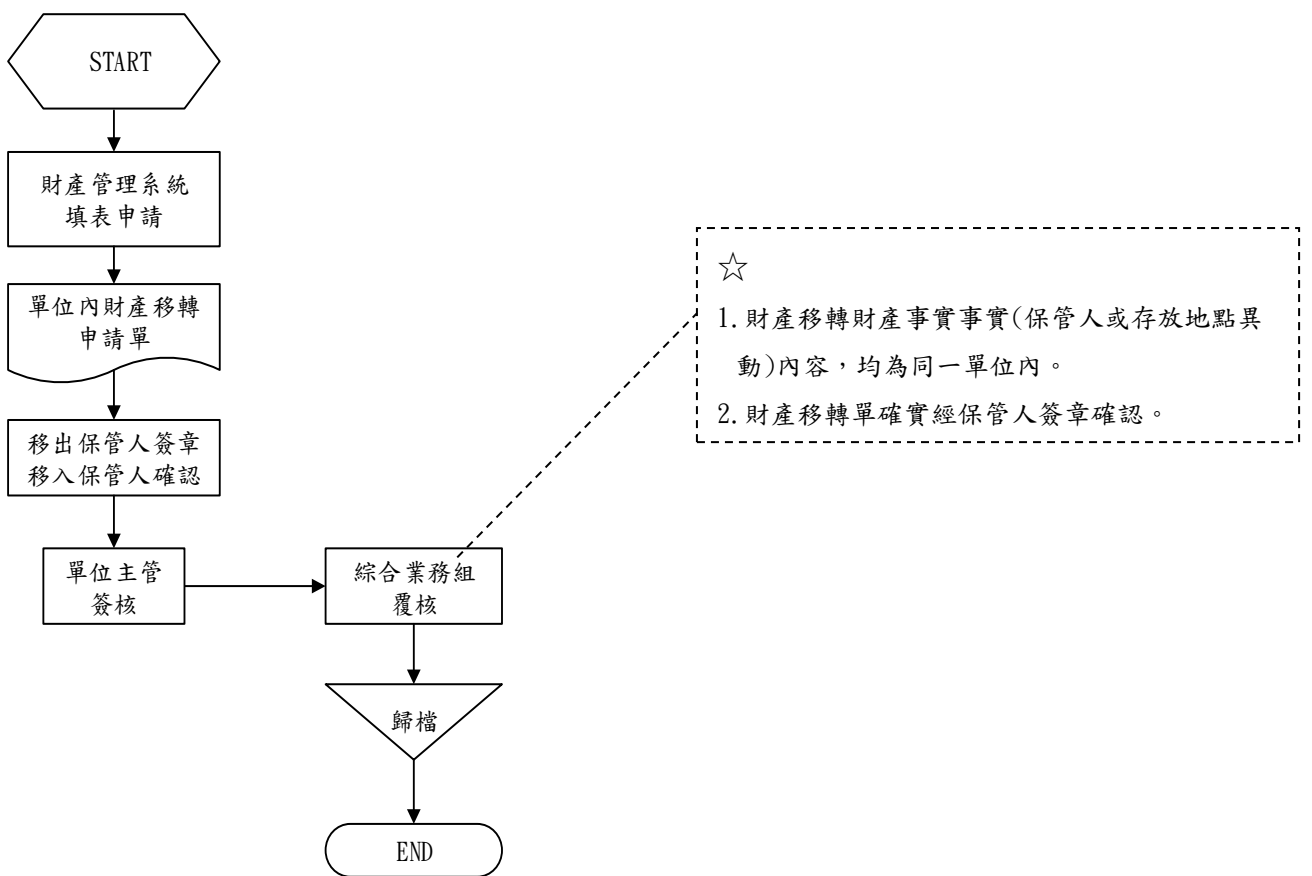 START
財產管理系統
填表申請
單位內財產移轉
申請單
移出保管人簽章
移入保管人確認
單位主管
簽核
綜合業務組
覆核
歸檔
END
☆
1.財產移轉財產事實事實(保管人或存放地點異
動)內容，均為同一單位內。
2.財產移轉單確實經保管人簽章確認。